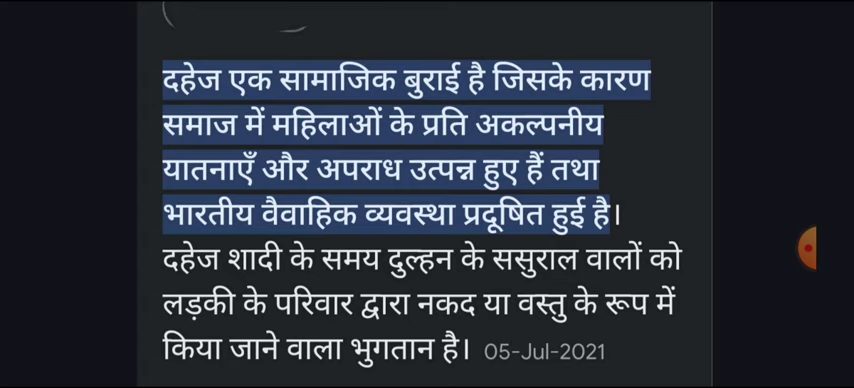 दहेज एक सामाजिक बुराई है जिसके कारण
समाज में महिलाओं के प्रति अकल्पनीय
यातनाएँ और अपराध उत्पन्न हुए हैं तथा
भारतीय वैवाहिक व्यवस्था प्रदूषित हुई है।
दहेज शादी के समय दुल्हन के ससुराल वालों को
लड़की के परिवार द्वारा नकद या वस्तु के रूप में
किया जाने वाला भुगतान है। 05-Jul-2021